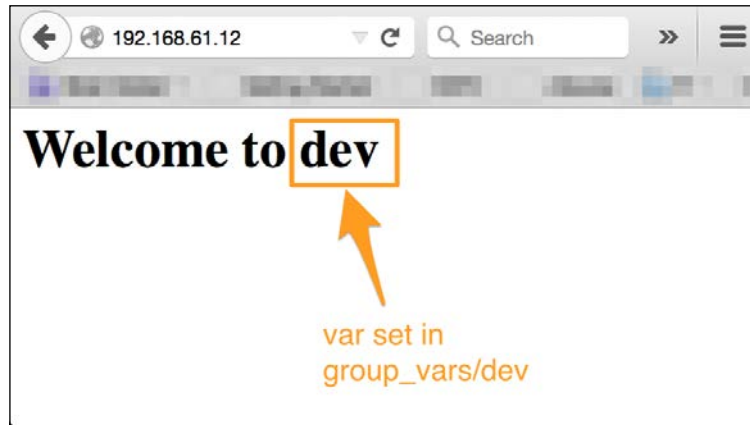 192.168.61.12
Search
Welcome to dev
var set in
group_vars/dev